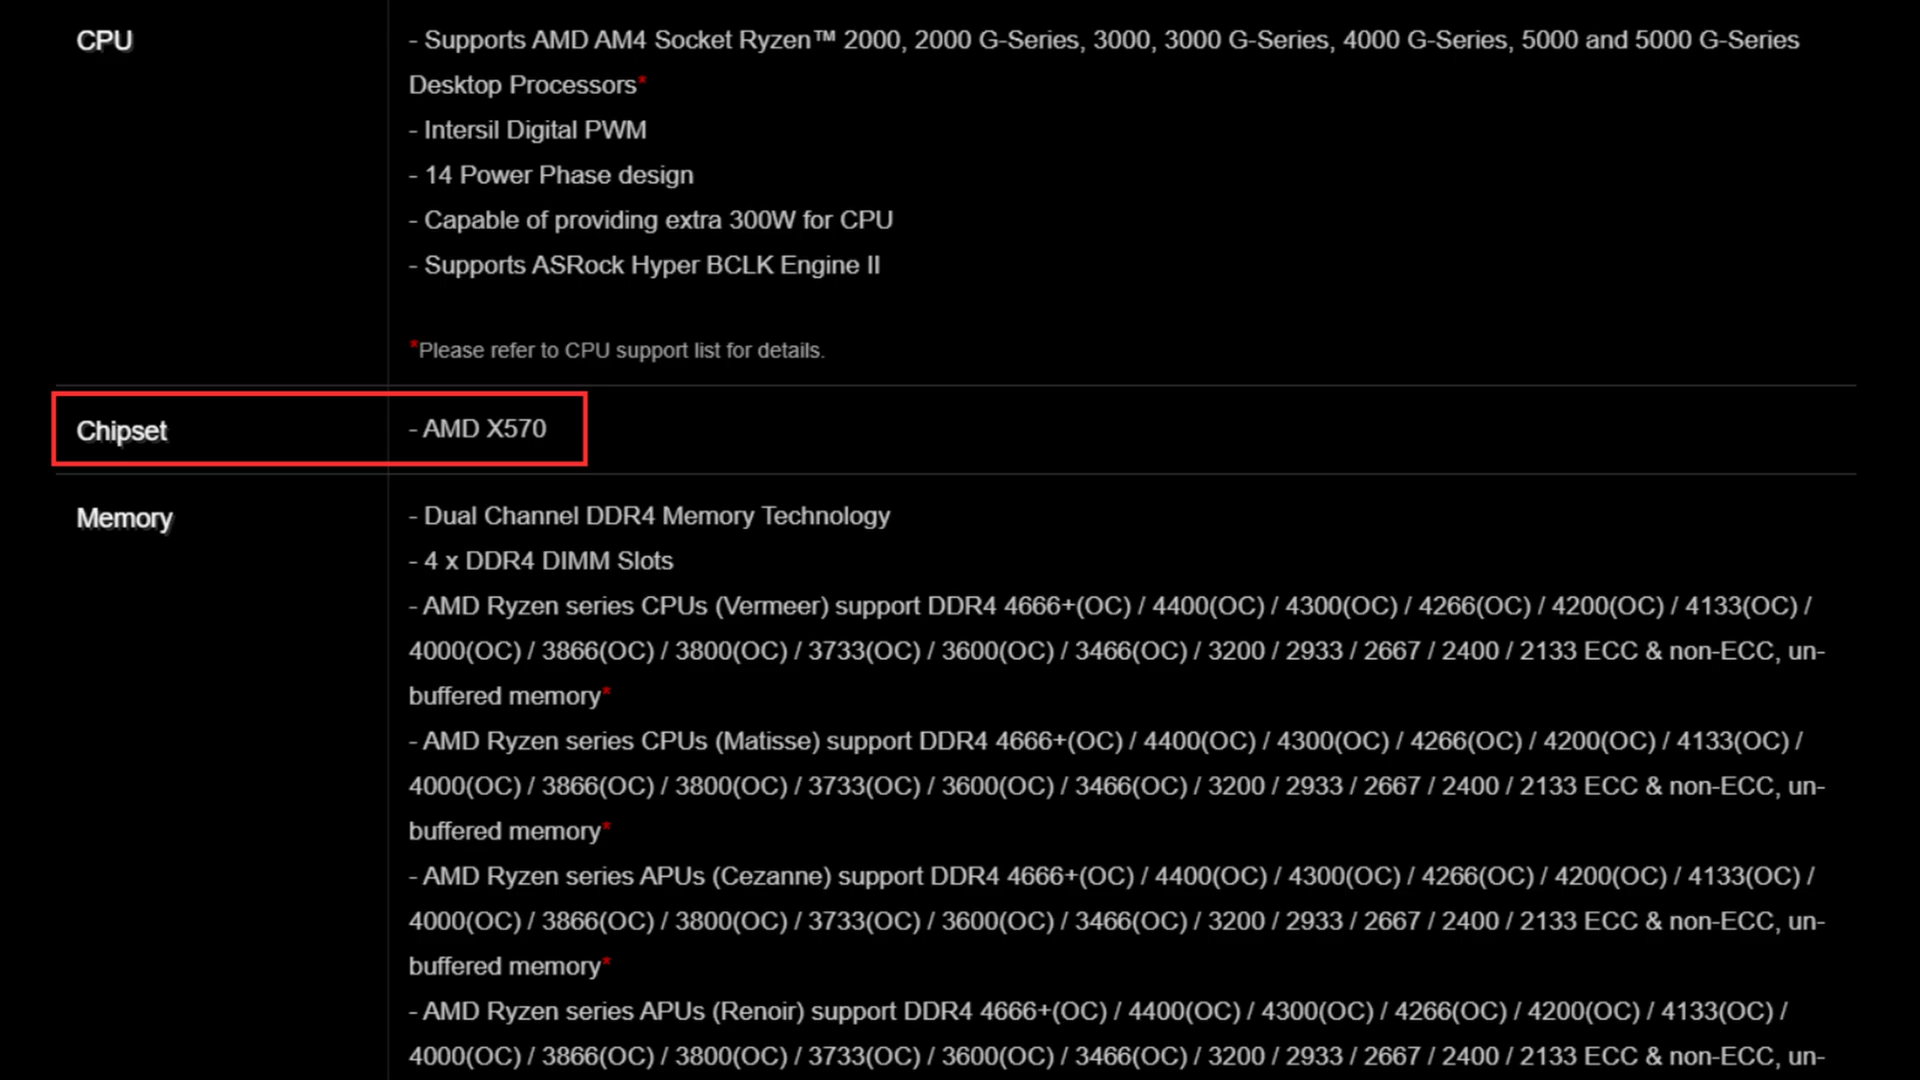 CPU
- Supports AMD AM4 Socket Ryzen™ 2000, 2000 G-Series, 3000, 3000 G-Series, 4000 G-Series, 5000 and 5000 G-Series
Desktop Processors*
- Intersil Digital PWM
- 14 Power Phase design
- Capable of providing extra 300W for CPU
- Supports ASRock Hyper BCLK Engine II
*Please refer to CPU support list for details.
Chipset
- AMD X570
Memory
- Dual Channel DDR4 Memory Technology
- 4 x DDR4 DIMM Slots
- AMD Ryzen series CPUs (Vermeer) support DDR4 4666+(OC) / 4400(OC) / 4300(OC) / 4266(OC) / 4200(OC) / 4133(OC) /
4000(OC) / 3866(OC) / 3800(OC) / 3733(OC) / 3600(OC) / 3466(OC) / 3200 / 2933 / 2667 / 2400 / 2133 ECC & non-ECC, un-
buffered memory*
- AMD Ryzen series CPUs (Matisse) support DDR4 4666+(OC) / 4400(OC) / 4300(OC) / 4266(OC) / 4200(OC) / 4133(OC) /
4000(OC) / 3866(OC) / 3800(OC) / 3733(OC) / 3600(OC) / 3466(OC) / 3200 / 2933 / 2667 / 2400 / 2133 ECC & non-ECC, un-
buffered memory*
- AMD Ryzen series APUs (Cezanne) support DDR4 4666+(OC) / 4400(OC) / 4300(OC) / 4266(OC) / 4200(OC) / 4133(OC) /
4000(OC) / 3866(OC) / 3800(OC) / 3733(OC) / 3600(OC) / 3466(OC) / 3200 / 2933 / 2667 / 2400 / 2133 ECC & non-ECC, un-
buffered memory*
- AMD Ryzen series APUs (Renoir) support DDR4 4666+(OC) / 4400(OC) / 4300(OC) / 4266(OC) / 4200(OC) / 4133(OC) /
4000(OC) / 3866(OC) / 3800(OC) / 3733(OC) / 3600(OC) / 3466(OC) / 3200 / 2933 / 2667 / 2400 / 2133 ECC & non-ECC, un-